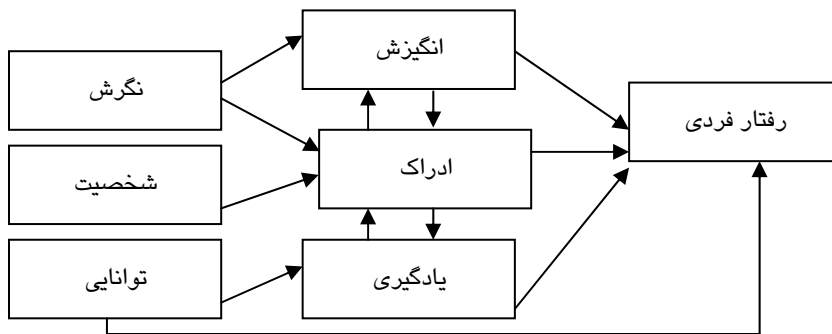 انگیزش
نگرش
رفتار فردی
ادراک
شخصیت
توانایی
یادگیری